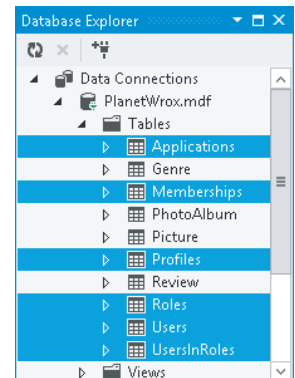 Database Explorer
Data Connections
PlanetWrox.mdf
Tables
Applications
Genre
Memberships
PhotoAlbum
Picture
Profiles
Review
Roles
Users
UsersInRoles
Views